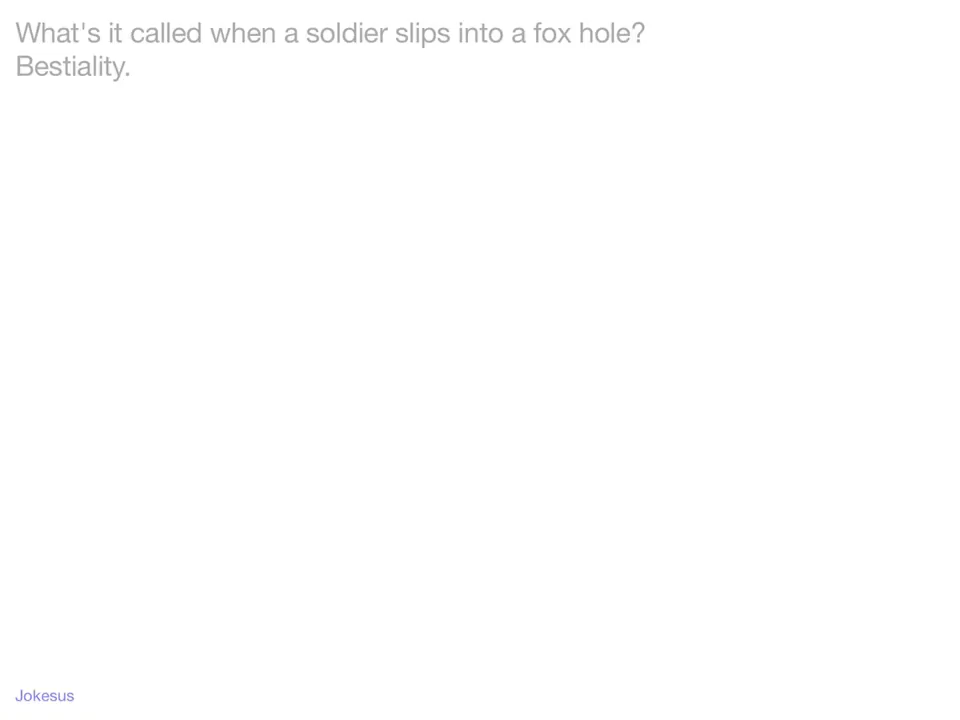 What's it called when a soldier slips into a fox hole?
Bestiality.
Jokesus